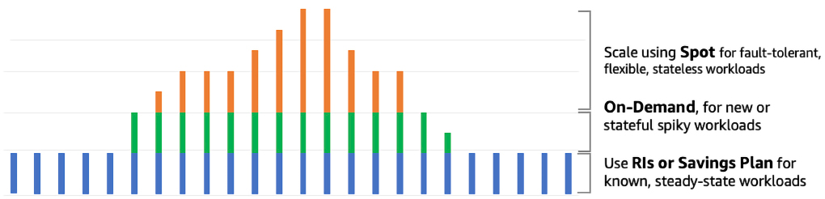 Scale using Spot for fault-tolerant,
flexible, stateless workloads
On-Demand, for new or
stateful spiky workloads
Use RIs or Savings Plan for
known, steady-state workloads